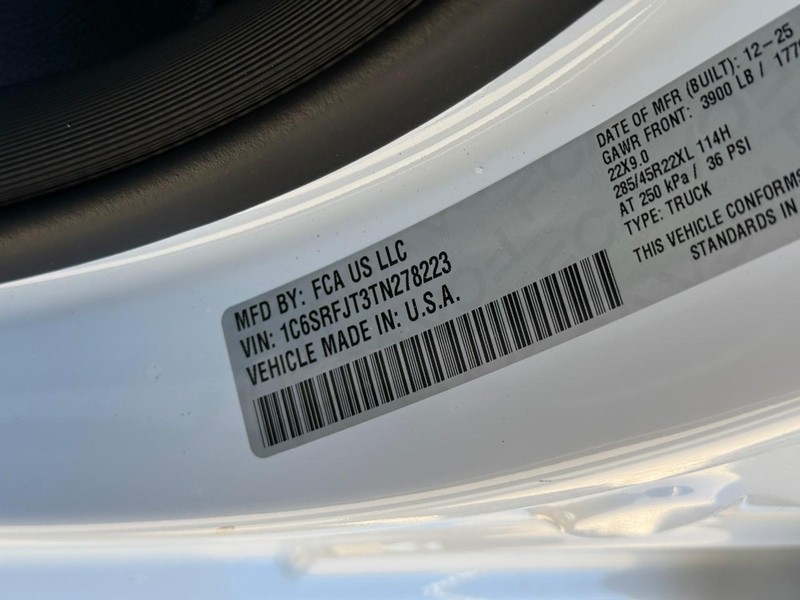 MFD BY: FCA US LLC
VIN: 1C6SRFJT3TN278223
VEHICLE MADE IN: U.S.A.
DATE OF MFR (BUILT): 12-25
GAWR FRONT: 3900 LB / 177
22X9.0
285/45R22XL 114H
AT 250 kPa / 36 PSI
TYPE: TRUCK
THIS VEHICLE CONFORMS
STANDARDS IN